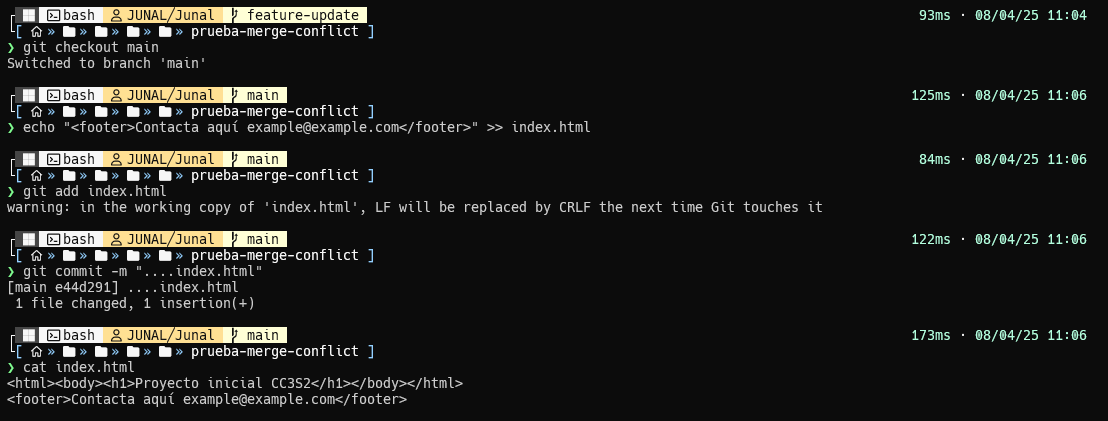 bash JUNAL/Junal feature-update 93ms · 08/04/25 11:04
[ » » » » » prueba-merge-conflict ]
❯ git checkout main
Switched to branch 'main'
bash JUNAL/Junal main 125ms · 08/04/25 11:06
[ » » » » » prueba-merge-conflict ]
❯ echo "<footer>Contacta aquí example@example.com</footer>" >> index.html
bash JUNAL/Junal main 84ms · 08/04/25 11:06
[ » » » » » prueba-merge-conflict ]
❯ git add index.html
warning: in the working copy of 'index.html', LF will be replaced by CRLF the next time Git touches it
bash JUNAL/Junal main 122ms · 08/04/25 11:06
[ » » » » » prueba-merge-conflict ]
❯ git commit -m "....index.html"
[main e44d291] ....index.html
1 file changed, 1 insertion(+)
bash JUNAL/Junal main 173ms · 08/04/25 11:06
[ » » » » » prueba-merge-conflict ]
❯ cat index.html
<html><body><h1>Proyecto inicial CC3S2</h1></body></html>
<footer>Contacta aquí example@example.com</footer>